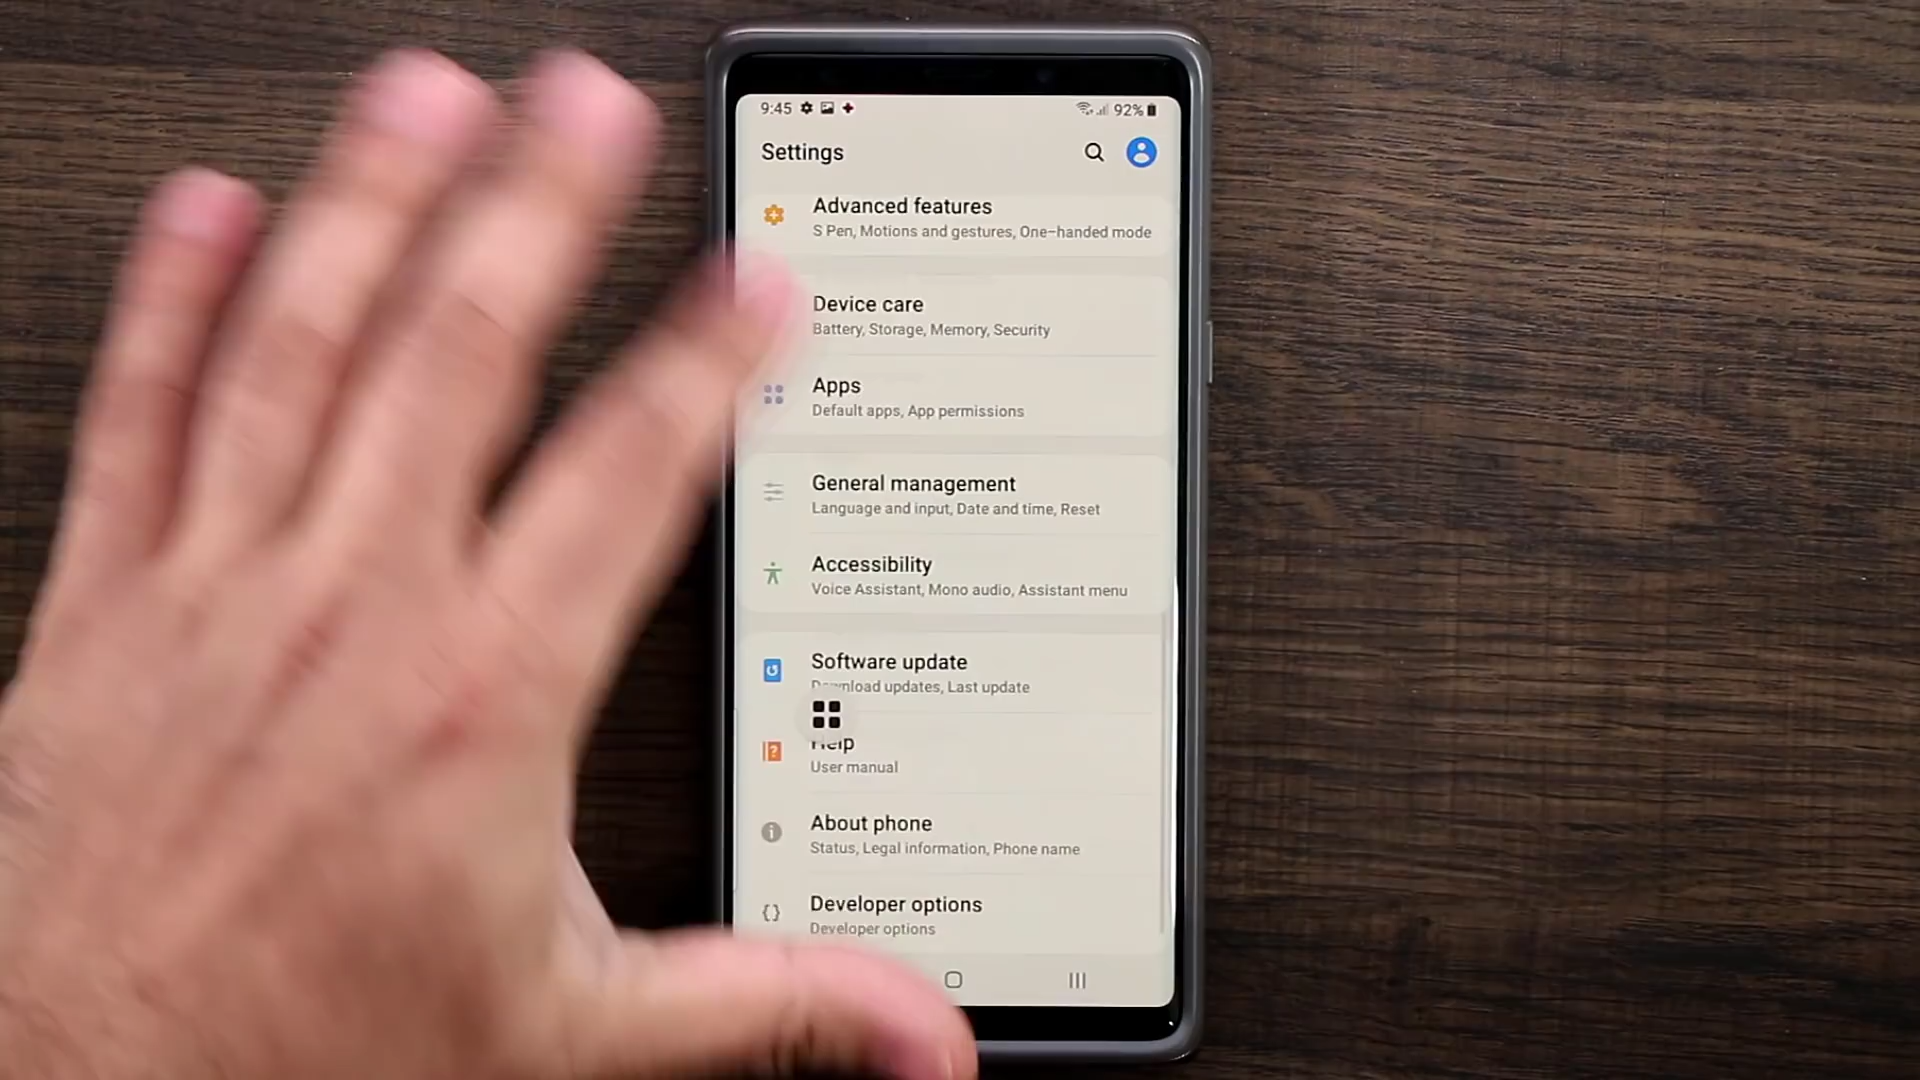 9:45
92%
Settings
Advanced features
S Pen, Motions and gestures, One-handed mode
Device care
Battery, Storage, Memory, Security
Apps
Default apps, App permissions
General management
Language and input, Date and time, Reset
Accessibility
Voice Assistant, Mono audio, Assistant menu
Software update
Download updates, Last update
Help
User manual
About phone
Status, Legal information, Phone name
Developer options
Developer options